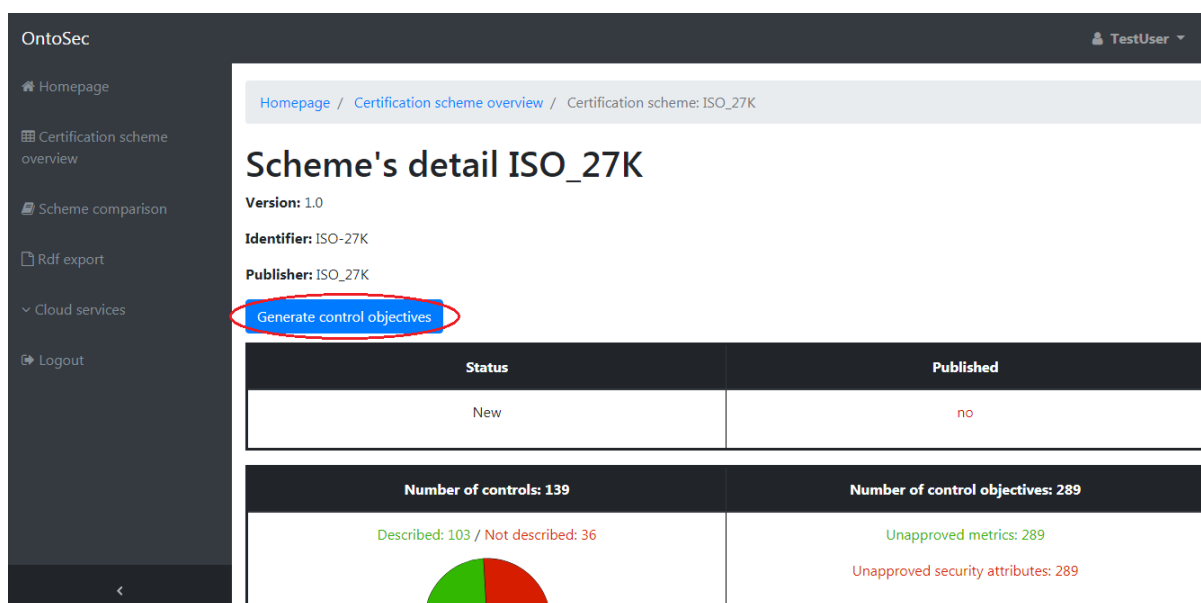 OntoSec
TestUser
Homepage
Certification scheme
overview
Scheme comparison
Rdf export
Cloud services
Logout
Homepage / Certification scheme overview / Certification scheme: ISO_27K
Scheme's detail ISO_27K
Version: 1.0
Identifier: ISO-27K
Publisher: ISO_27K
Generate control objectives
Status Published
New no
Number of controls: 139 Number of control objectives: 289
Described: 103 / Not described: 36 Unapproved metrics: 289
Unapproved security attributes: 289